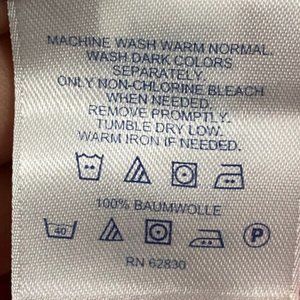 MACHINE WASH WARM NORMAL.
WASH DARK COLORS
SEPARATELY.
ONLY NON-CHLORINE BLEACH
WHEN NEEDED.
REMOVE PROMPTLY.
TUMBLE DRY LOW.
WARM IRON IF NEEDED.
100% BAUMWOLLE
40 P
RN 62830